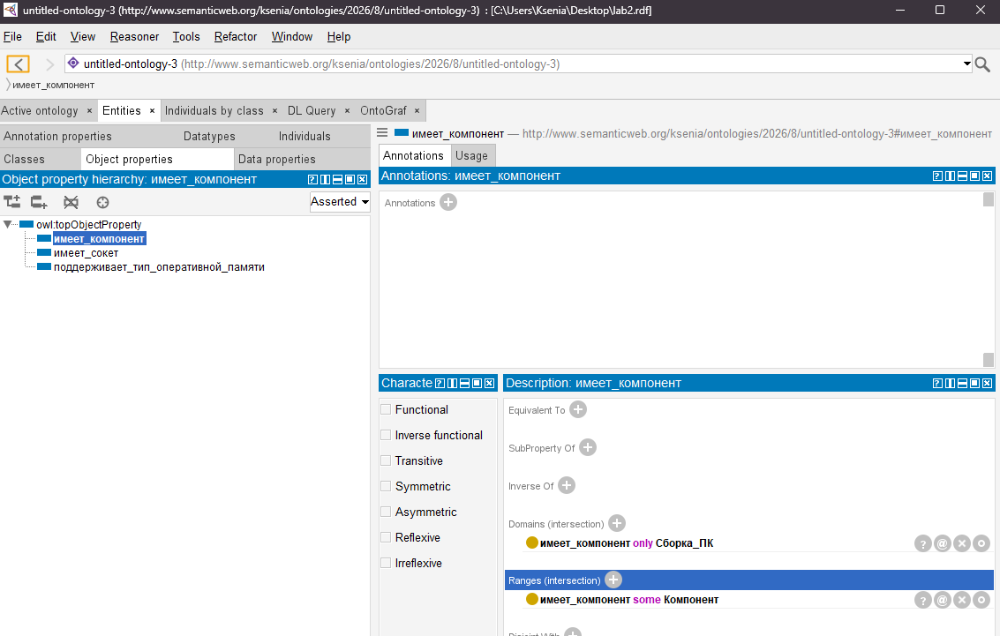 untitled-ontology-3 (http://www.semanticweb.org/ksenia/ontologies/2026/8/untitled-ontology-3) : [C:\Users\Ksenia\Desktop\lab2.rdf]
File Edit View Reasoner Tools Refactor Window Help
untitled-ontology-3 (http://www.semanticweb.org/ksenia/ontologies/2026/8/untitled-ontology-3)
имеет_компонент
Active ontology × Entities × Individuals by class × DL Query × OntoGraf ×
Annotation properties Datatypes Individuals
Classes Object properties Data properties
Object property hierarchy: имеет_компонент
Asserted
owl:topObjectProperty
имеет_компонент
имеет_сокет
поддерживает_тип_оперативной_памяти
имеет_компонент — http://www.semanticweb.org/ksenia/ontologies/2026/8/untitled-ontology-3#имеет_компонент
Annotations Usage
Annotations: имеет_компонент
Annotations
Characte
Functional
Inverse functional
Transitive
Symmetric
Asymmetric
Reflexive
Irreflexive
Description: имеет_компонент
Equivalent To
SubProperty Of
Inverse Of
Domains (intersection)
имеет_компонент only Сборка_ПК
Ranges (intersection)
имеет_компонент some Компонент
Disjoint With